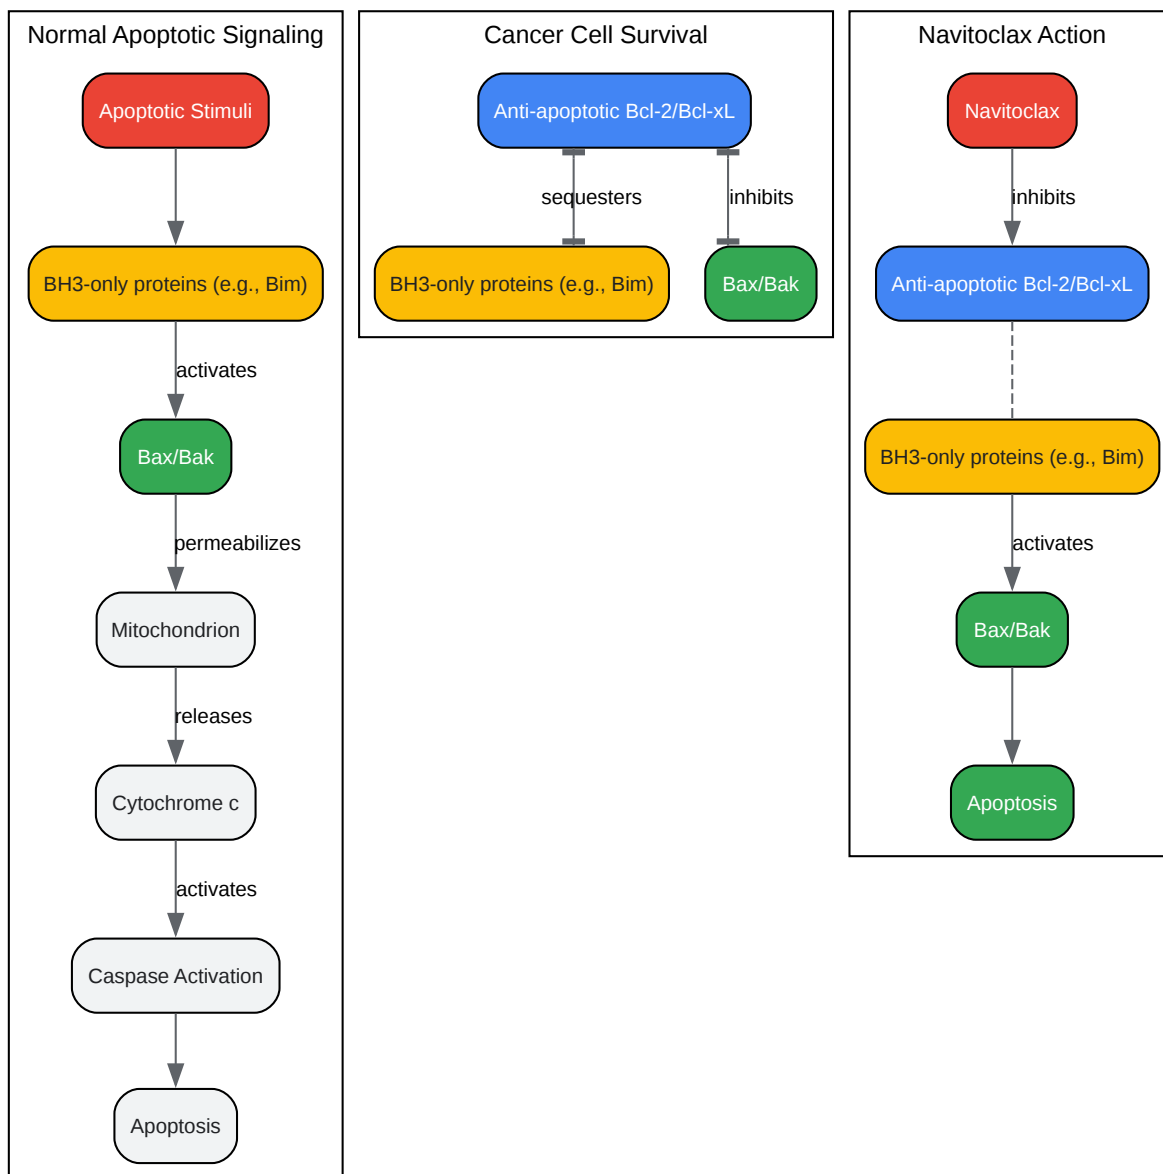 Normal Apoptotic Signaling
Apoptotic Stimuli
BH3-only proteins (e.g., Bim)
activates
Bax/Bak
permeabilizes
Mitochondrion
releases
Cytochrome c
activates
Caspase Activation
Apoptosis
Cancer Cell Survival
Anti-apoptotic Bcl-2/Bcl-xL
sequesters
inhibits
BH3-only proteins (e.g., Bim)
Bax/Bak
Navitoclax Action
Navitoclax
inhibits
Anti-apoptotic Bcl-2/Bcl-xL
BH3-only proteins (e.g., Bim)
activates
Bax/Bak
Apoptosis